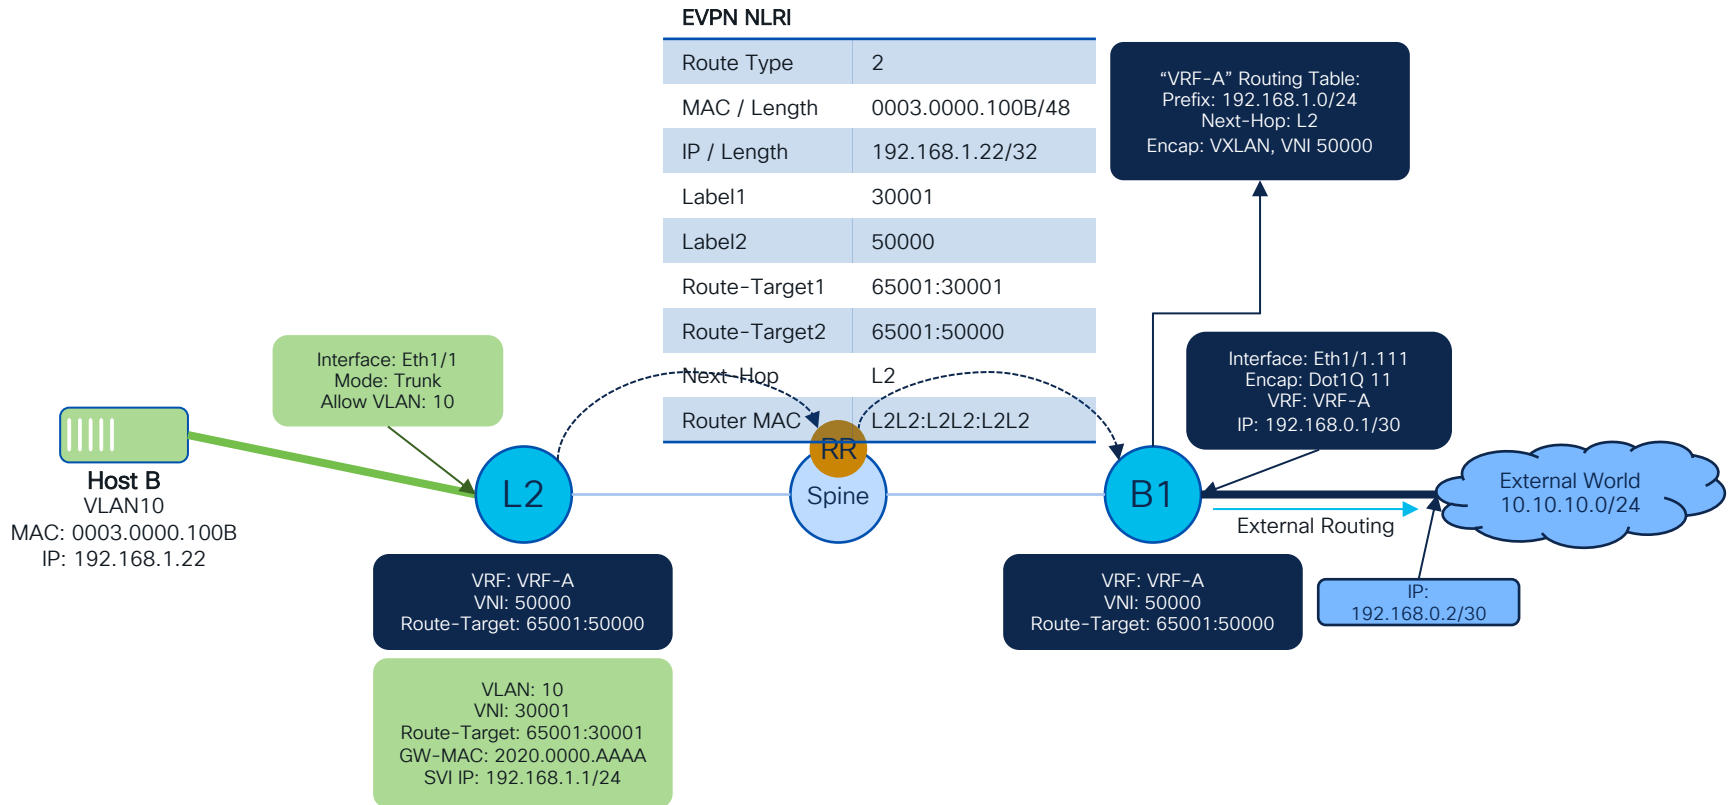 EVPN NLRI
Route Type 2
MAC / Length 0003.0000.100B/48
IP / Length 192.168.1.22/32
Label1 30001
Label2 50000
Route-Target1 65001:30001
Route-Target2 65001:50000
Next-Hop L2
Router MAC L2L2:L2L2:L2L2
“VRF-A” Routing Table:
Prefix: 192.168.1.0/24
Next-Hop: L2
Encap: VXLAN, VNI 50000
Interface: Eth1/1
Mode: Trunk
Allow VLAN: 10
Interface: Eth1/1.111
Encap: Dot1Q 11
VRF: VRF-A
IP: 192.168.0.1/30
Host B
VLAN10
MAC: 0003.0000.100B
IP: 192.168.1.22
L2
RR
Spine
B1
External Routing
External World
10.10.10.0/24
IP:
192.168.0.2/30
VRF: VRF-A
VNI: 50000
Route-Target: 65001:50000
VRF: VRF-A
VNI: 50000
Route-Target: 65001:50000
VLAN: 10
VNI: 30001
Route-Target: 65001:30001
GW-MAC: 2020.0000.AAAA
SVI IP: 192.168.1.1/24